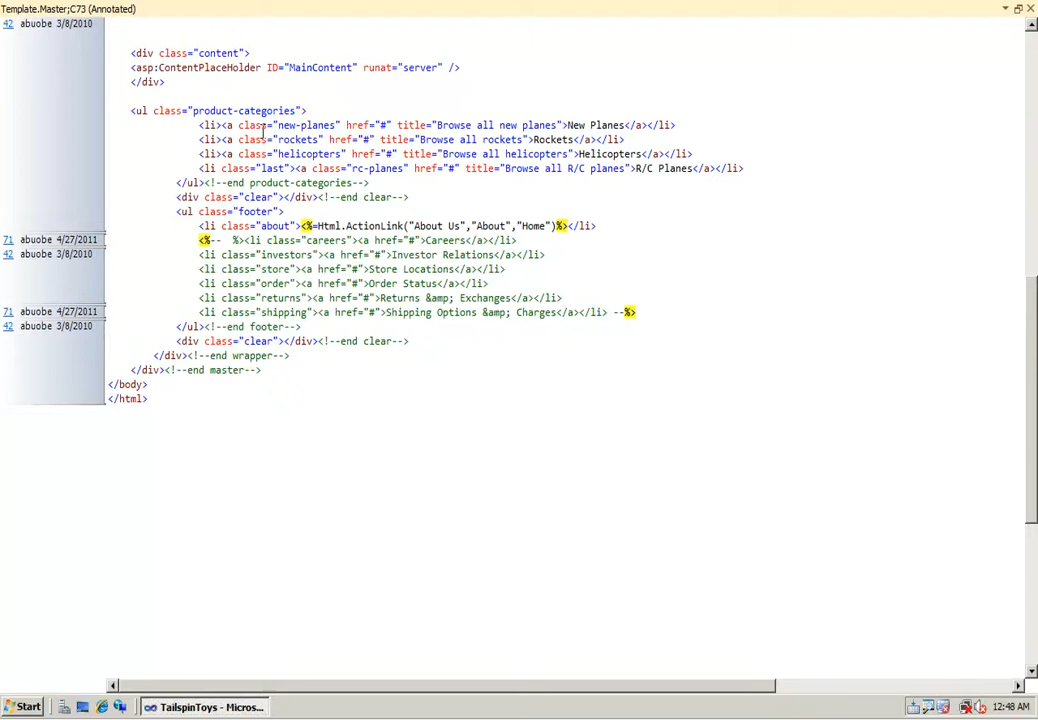 Template.Master;C73 (Annotated)
42 abuobe 3/8/2010
<div class="content">
<asp:ContentPlaceHolder ID="MainContent" runat="server" />
</div>
<ul class="product-categories">
<li><a class="new-planes" href="#" title="Browse all new planes">New Planes</a></li>
<li><a class="rockets" href="#" title="Browse all rockets">Rockets</a></li>
<li><a class="helicopters" href="#" title="Browse all helicopters">Helicopters</a></li>
<li class="last"><a class="rc-planes" href="#" title="Browse all R/C planes">R/C Planes</a></li>
</ul><!--end product-categories-->
<div class="clear"></div><!--end clear-->
<ul class="footer">
<li class="about"><%=Html.ActionLink("About Us","About","Home")%></li>
71 abuobe 4/27/2011 <%--  %><li class="careers"><a href="#">Careers</a></li>
42 abuobe 3/8/2010 <li class="investors"><a href="#">Investor Relations</a></li>
<li class="store"><a href="#">Store Locations</a></li>
<li class="order"><a href="#">Order Status</a></li>
<li class="returns"><a href="#">Returns &amp; Exchanges</a></li>
71 abuobe 4/27/2011 <li class="shipping"><a href="#">Shipping Options &amp; Charges</a></li> --%>
42 abuobe 3/8/2010 </ul><!--end footer-->
<div class="clear"></div><!--end clear-->
</div><!--end wrapper-->
</div><!--end master-->
</body>
</html>
Start TailspinToys - Micros... 12:48 AM